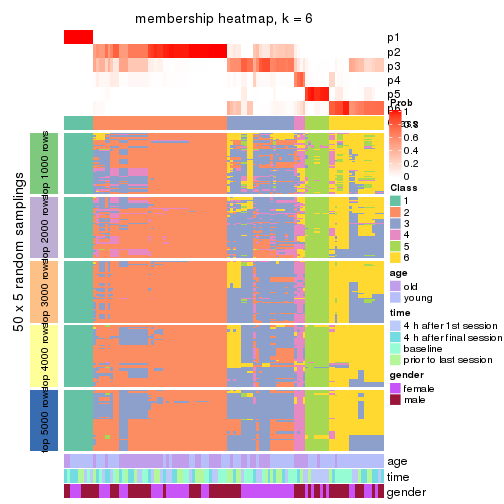 membership heatmap, k = 6
p1
p2
p3
p4
p5
p6
Prob
1
0.8
0.6
0.4
0.2
0
Class
1
2
3
4
5
6
age
old
young
time
4 h after 1st session
4 h after final session
baseline
prior to last session
gender
female
male
50 x 5 random samplings
top 1000 rows
top 2000 rows
top 3000 rows
top 4000 rows
top 5000 rows
age
time
gender